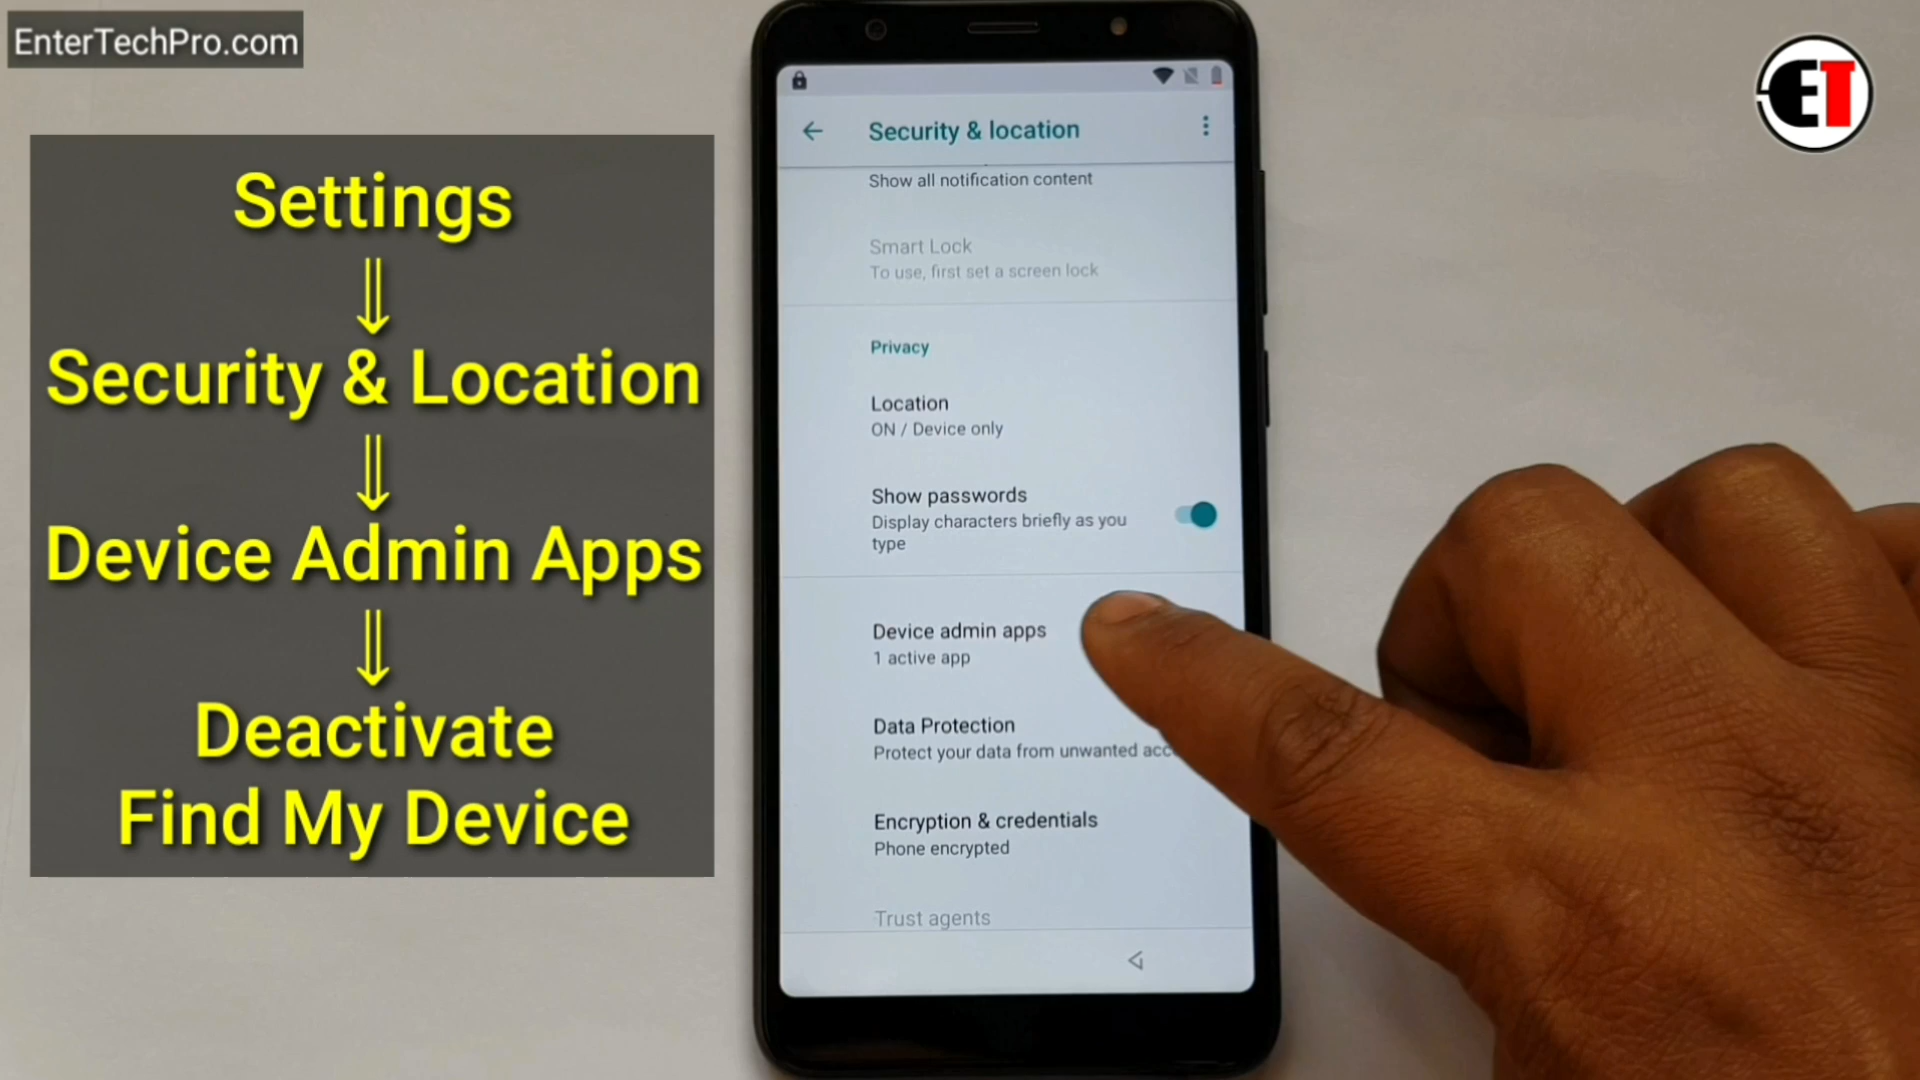 EnterTechPro.com
ET
Settings
⇓
Security & Location
⇓
Device Admin Apps
⇓
Deactivate
Find My Device
Security & location
Show all notification content
Smart Lock
To use, first set a screen lock
Privacy
Location
ON / Device only
Show passwords
Display characters briefly as you
type
Device admin apps
1 active app
Data Protection
Protect your data from unwanted acc
Encryption & credentials
Phone encrypted
Trust agents